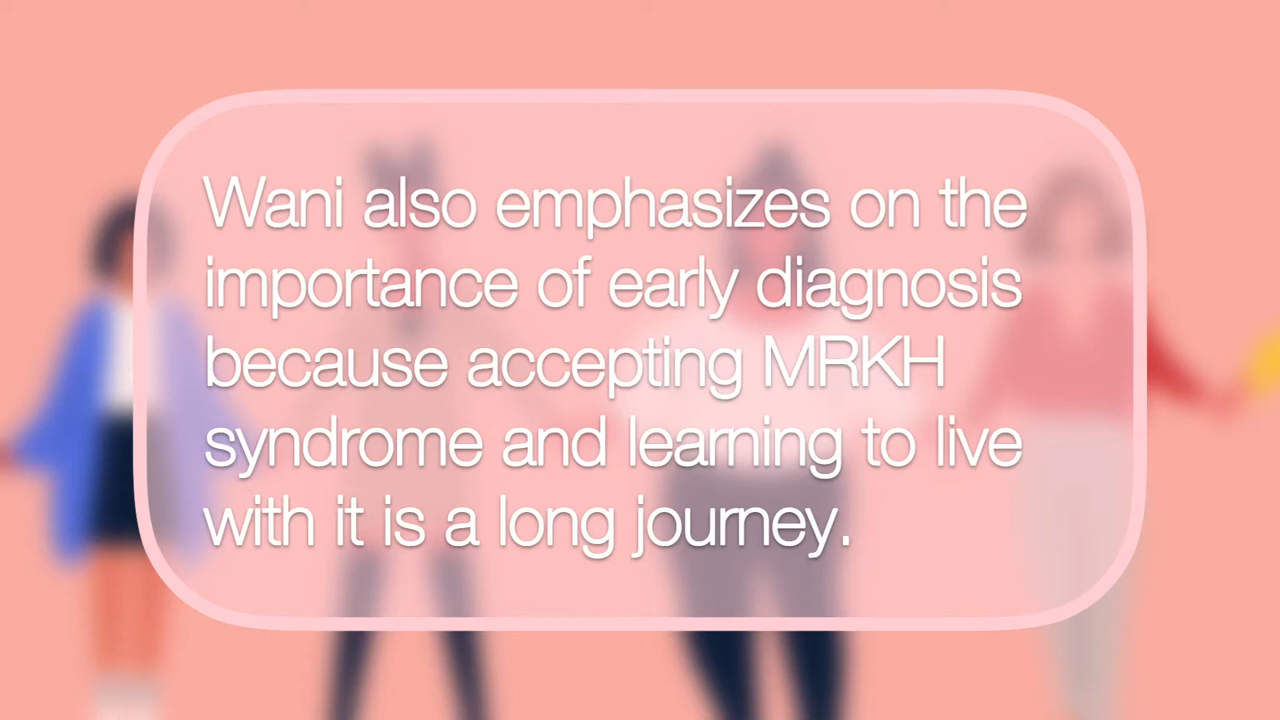 Wani also emphasizes on the
importance of early diagnosis
because accepting MRKH
syndrome and learning to live
with it is a long journey.